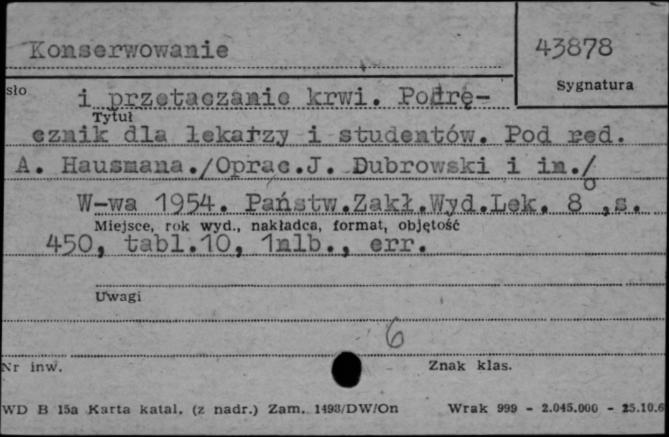 Konserwowanie
43878
sło
Sygnatura
i przetaczanie krwi. Podrę-
Tytuł
cznik dla lekarzy i studentów. Pod red.
A. Hausmana./Oprac.J. Dubrowski i in./
W-wa 1954. Państw.Zakł.Wyd.Lek. 8°,s.
Miejsce, rok wyd., nakładca, format, objętość
450, tabl.10, 1nlb., err.
Uwagi
6
Nr inw.
Znak klas.
WD B 15a Karta katal. (z nadr.) Zam. 1493/DW/On Wrak 999 - 2.045.000 - 25.10.6